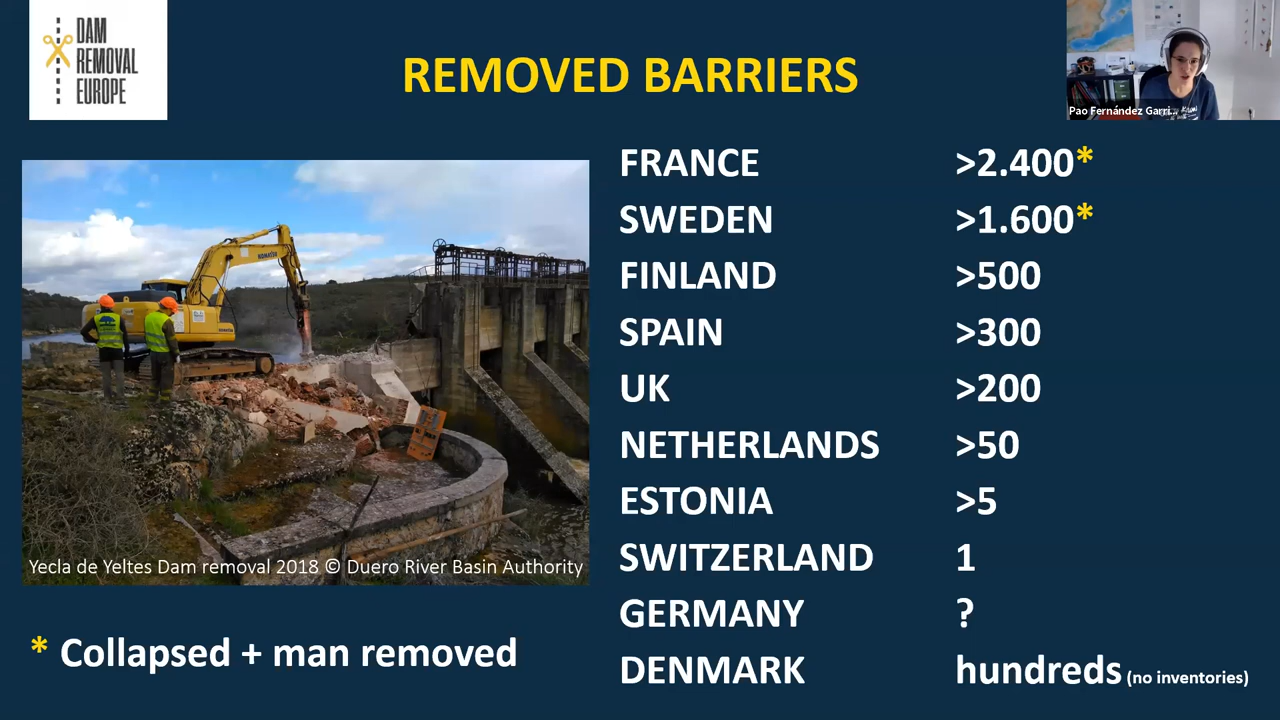 DAM
REMOVAL
EUROPE
REMOVED BARRIERS
Pao Fernández Garri...
FRANCE >2.400*
SWEDEN >1.600*
FINLAND >500
SPAIN >300
UK >200
NETHERLANDS >50
ESTONIA >5
SWITZERLAND 1
GERMANY ?
DENMARK hundreds (no inventories)
KOMATSU
Yecla de Yeltes Dam removal 2018 © Duero River Basin Authority
* Collapsed + man removed